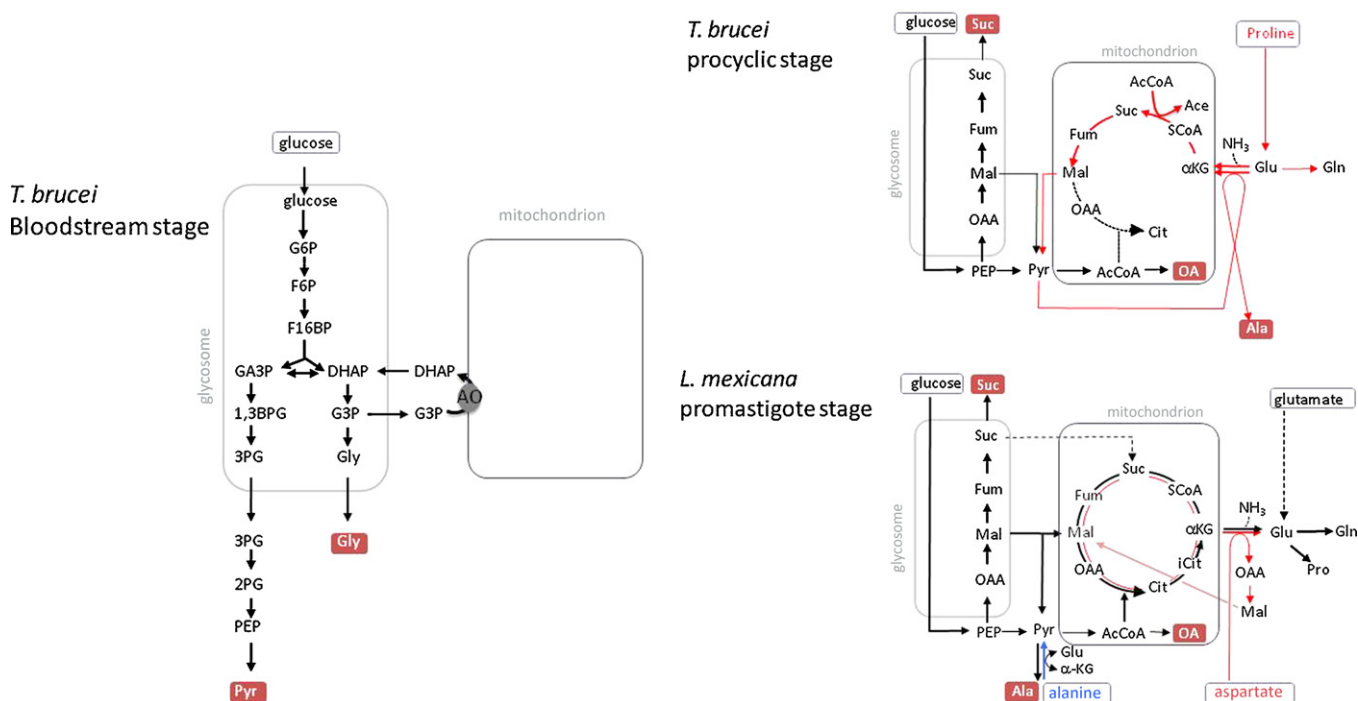 T. brucei
Bloodstream stage
glucose
glycosome
glucose
G6P
F6P
F16BP
GA3P
DHAP
DHAP
AO
1,3BPG
G3P
G3P
3PG
Gly
mitochondrion
3PG
Gly
2PG
PEP
Pyr
T. brucei
procyclic stage
glucose
Suc
Proline
glycosome
mitochondrion
Suc
Fum
Mal
OAA
PEP
Pyr
AcCoA
Ace
Suc
SCoA
Fum
Mal
αKG
NH3
Glu
Gln
OAA
Cit
AcCoA
OA
Ala
L. mexicana
promastigote stage
glucose
Suc
glutamate
glycosome
mitochondrion
Suc
Fum
Mal
OAA
PEP
Pyr
Suc
SCoA
Fum
Mal
αKG
NH3
Glu
Gln
Pro
OAA
iCit
Cit
OAA
Mal
AcCoA
OA
Glu
α-KG
Ala
alanine
aspartate